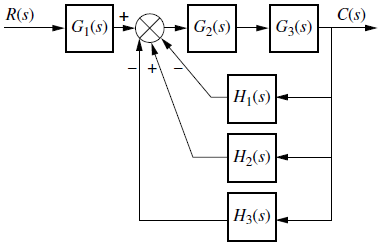 R(s)
C(s)
G₁(s)
+
G₂(s)
G₃(s)
− + −
H₁(s)
H₂(s)
H₃(s)